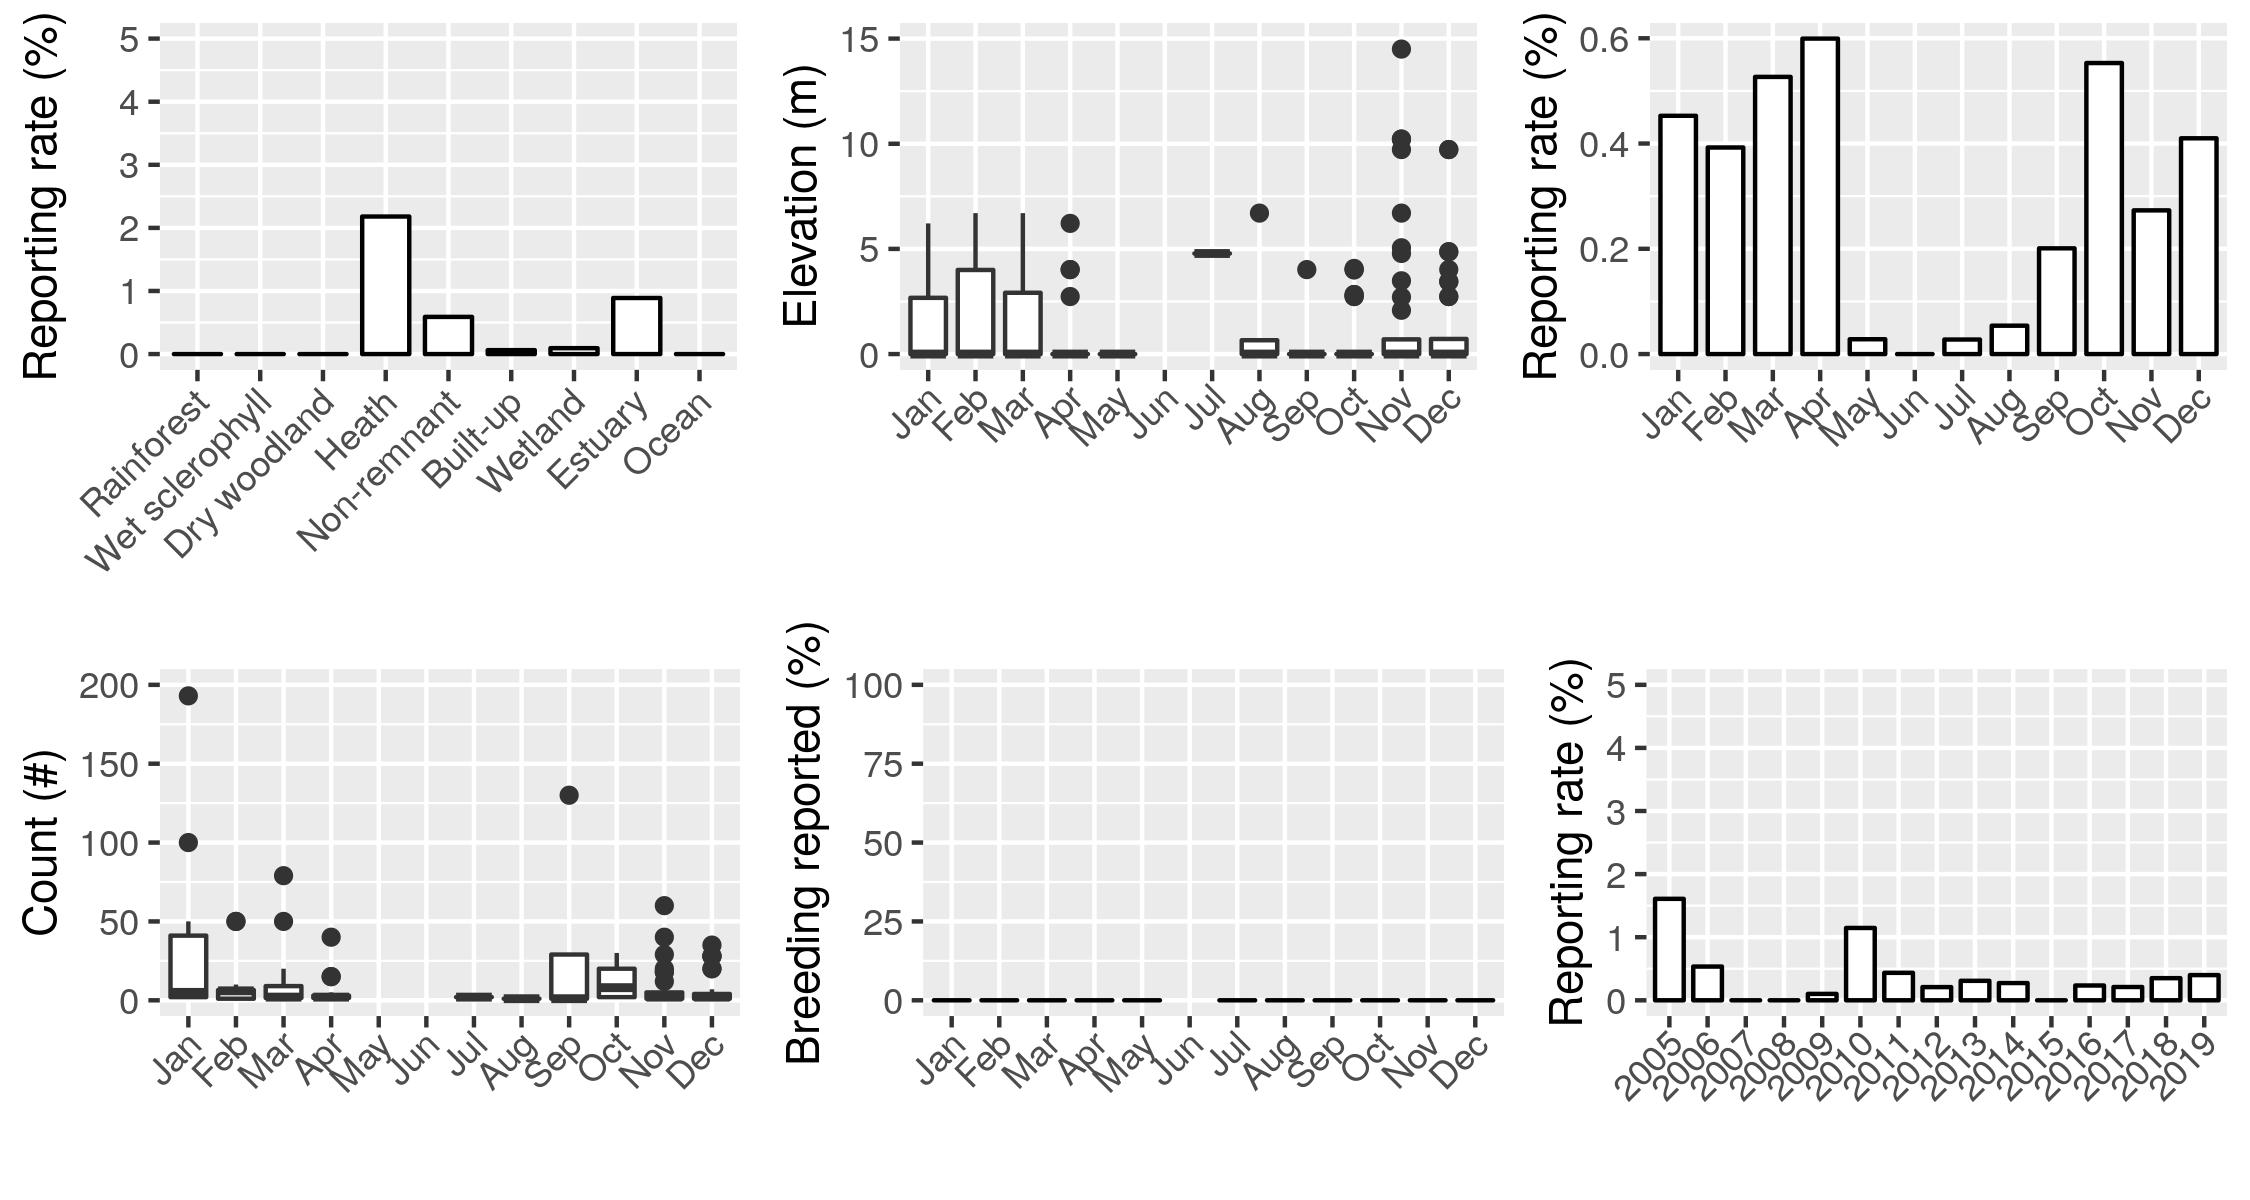 Reporting rate (%)
5
4
3
2
1
0
Rainforest
Wet sclerophyll
Dry woodland
Heath
Non-remnant
Built-up
Wetland
Estuary
Ocean
Elevation (m)
15
10
5
0
Jan
Feb
Mar
Apr
May
Jun
Jul
Aug
Sep
Oct
Nov
Dec
Reporting rate (%)
0.6
0.4
0.2
0.0
Jan
Feb
Mar
Apr
May
Jun
Jul
Aug
Sep
Oct
Nov
Dec
Count (#)
200
150
100
50
0
Jan
Feb
Mar
Apr
May
Jun
Jul
Aug
Sep
Oct
Nov
Dec
Breeding reported (%)
100
75
50
25
0
Jan
Feb
Mar
Apr
May
Jun
Jul
Aug
Sep
Oct
Nov
Dec
Reporting rate (%)
5
4
3
2
1
0
2005
2006
2007
2008
2009
2010
2011
2012
2013
2014
2015
2016
2017
2018
2019